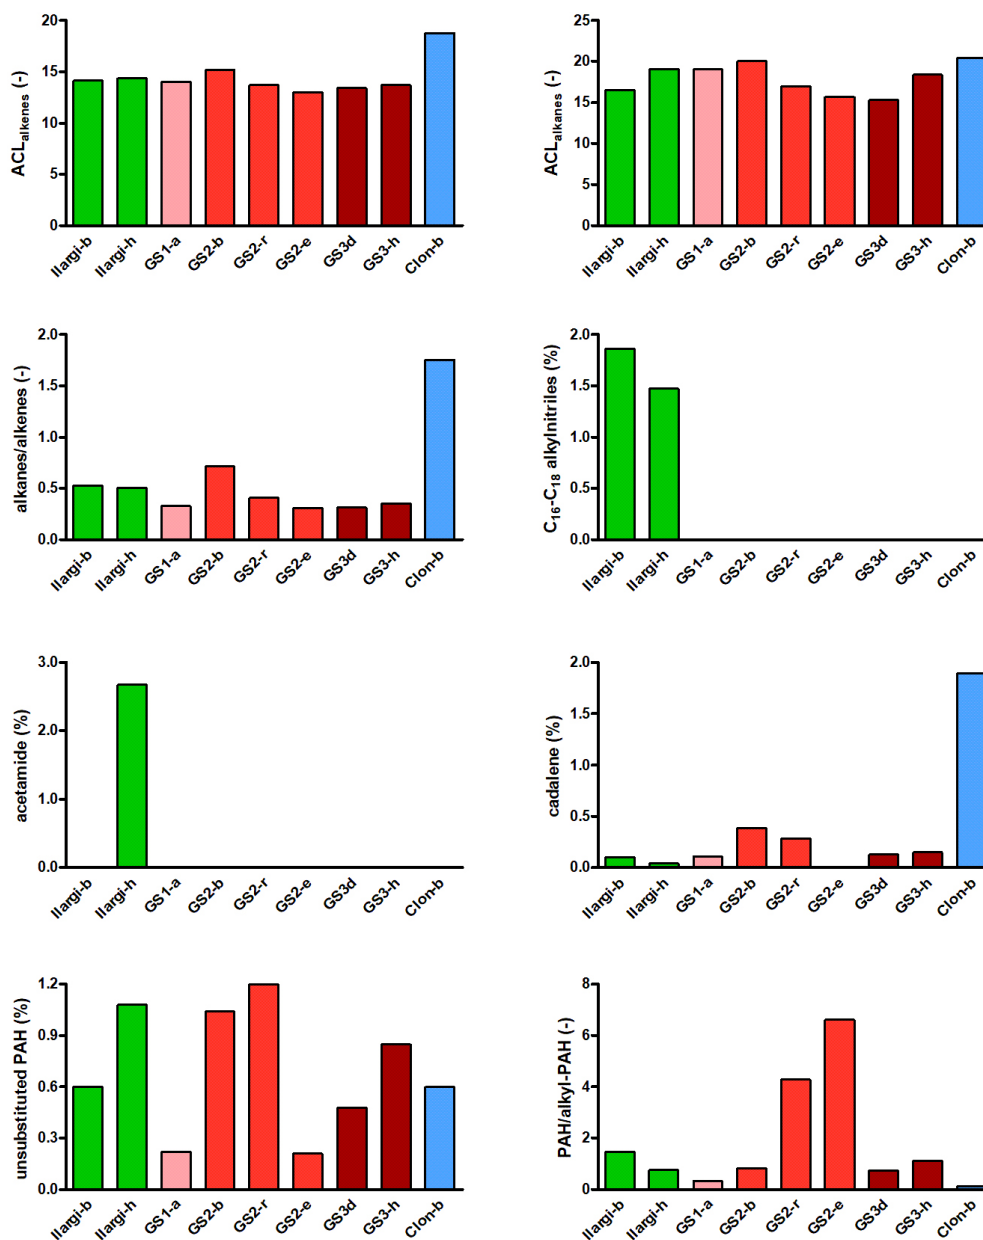 ACLalkenes (-)
20
15
10
5
0
Ilargi-b
Ilargi-h
GS1-a
GS2-b
GS2-r
GS2-e
GS3d
GS3-h
Clon-b
ACLalkanes (-)
25
20
15
10
5
0
Ilargi-b
Ilargi-h
GS1-a
GS2-b
GS2-r
GS2-e
GS3d
GS3-h
Clon-b
alkanes/alkenes (-)
2.0
1.5
1.0
0.5
0.0
Ilargi-b
Ilargi-h
GS1-a
GS2-b
GS2-r
GS2-e
GS3d
GS3-h
Clon-b
C16-C18 alkylnitriles (%)
2.0
1.5
1.0
0.5
0.0
Ilargi-b
Ilargi-h
GS1-a
GS2-b
GS2-r
GS2-e
GS3d
GS3-h
Clon-b
acetamide (%)
3.0
2.0
1.0
0.0
Ilargi-b
Ilargi-h
GS1-a
GS2-b
GS2-r
GS2-e
GS3d
GS3-h
Clon-b
cadalene (%)
2.0
1.5
1.0
0.5
0.0
Ilargi-b
Ilargi-h
GS1-a
GS2-b
GS2-r
GS2-e
GS3d
GS3-h
Clon-b
unsubstituted PAH (%)
1.2
0.9
0.6
0.3
0.0
Ilargi-b
Ilargi-h
GS1-a
GS2-b
GS2-r
GS2-e
GS3d
GS3-h
Clon-b
PAH/alkyl-PAH (-)
8
6
4
2
0
Ilargi-b
Ilargi-h
GS1-a
GS2-b
GS2-r
GS2-e
GS3d
GS3-h
Clon-b